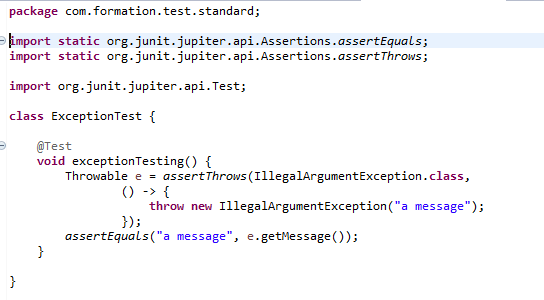 package com.formation.test.standard;
import static org.junit.jupiter.api.Assertions.assertEquals;
import static org.junit.jupiter.api.Assertions.assertThrows;
import org.junit.jupiter.api.Test;
class ExceptionTest {
@Test
void exceptionTesting() {
Throwable e = assertThrows(IllegalArgumentException.class,
() -> {
throw new IllegalArgumentException("a message");
});
assertEquals("a message", e.getMessage());
}
}